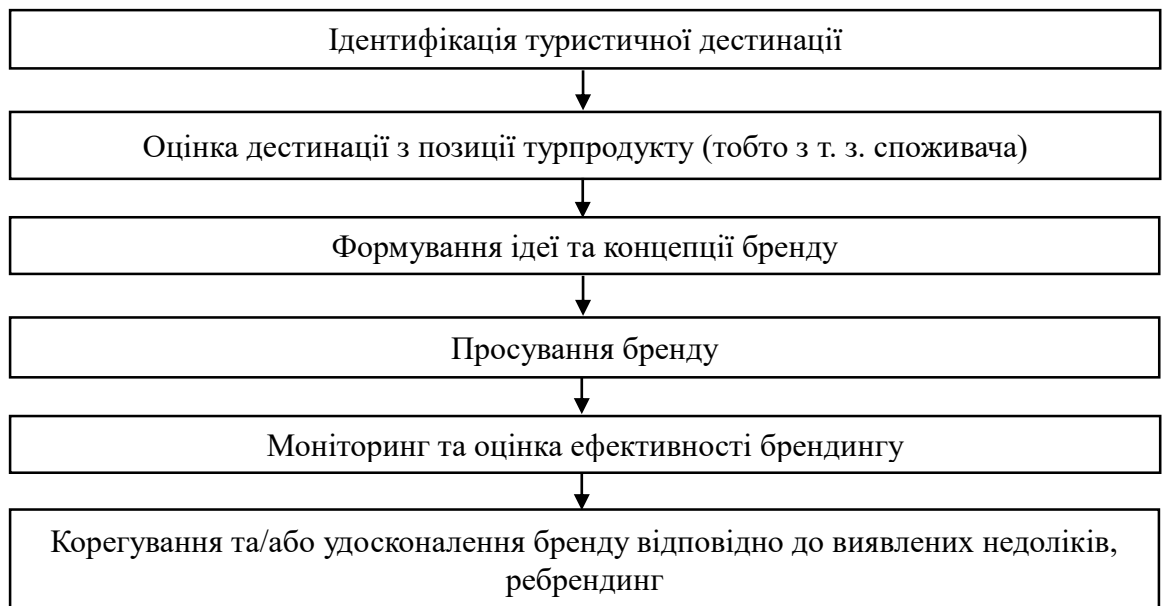 Ідентифікація туристичної дестинації
Оцінка дестинації з позиції турпродукту (тобто з т. з. споживача)
Формування ідеї та концепції бренду
Просування бренду
Моніторинг та оцінка ефективності брендингу
Корегування та/або удосконалення бренду відповідно до виявлених недоліків,
ребрендинг